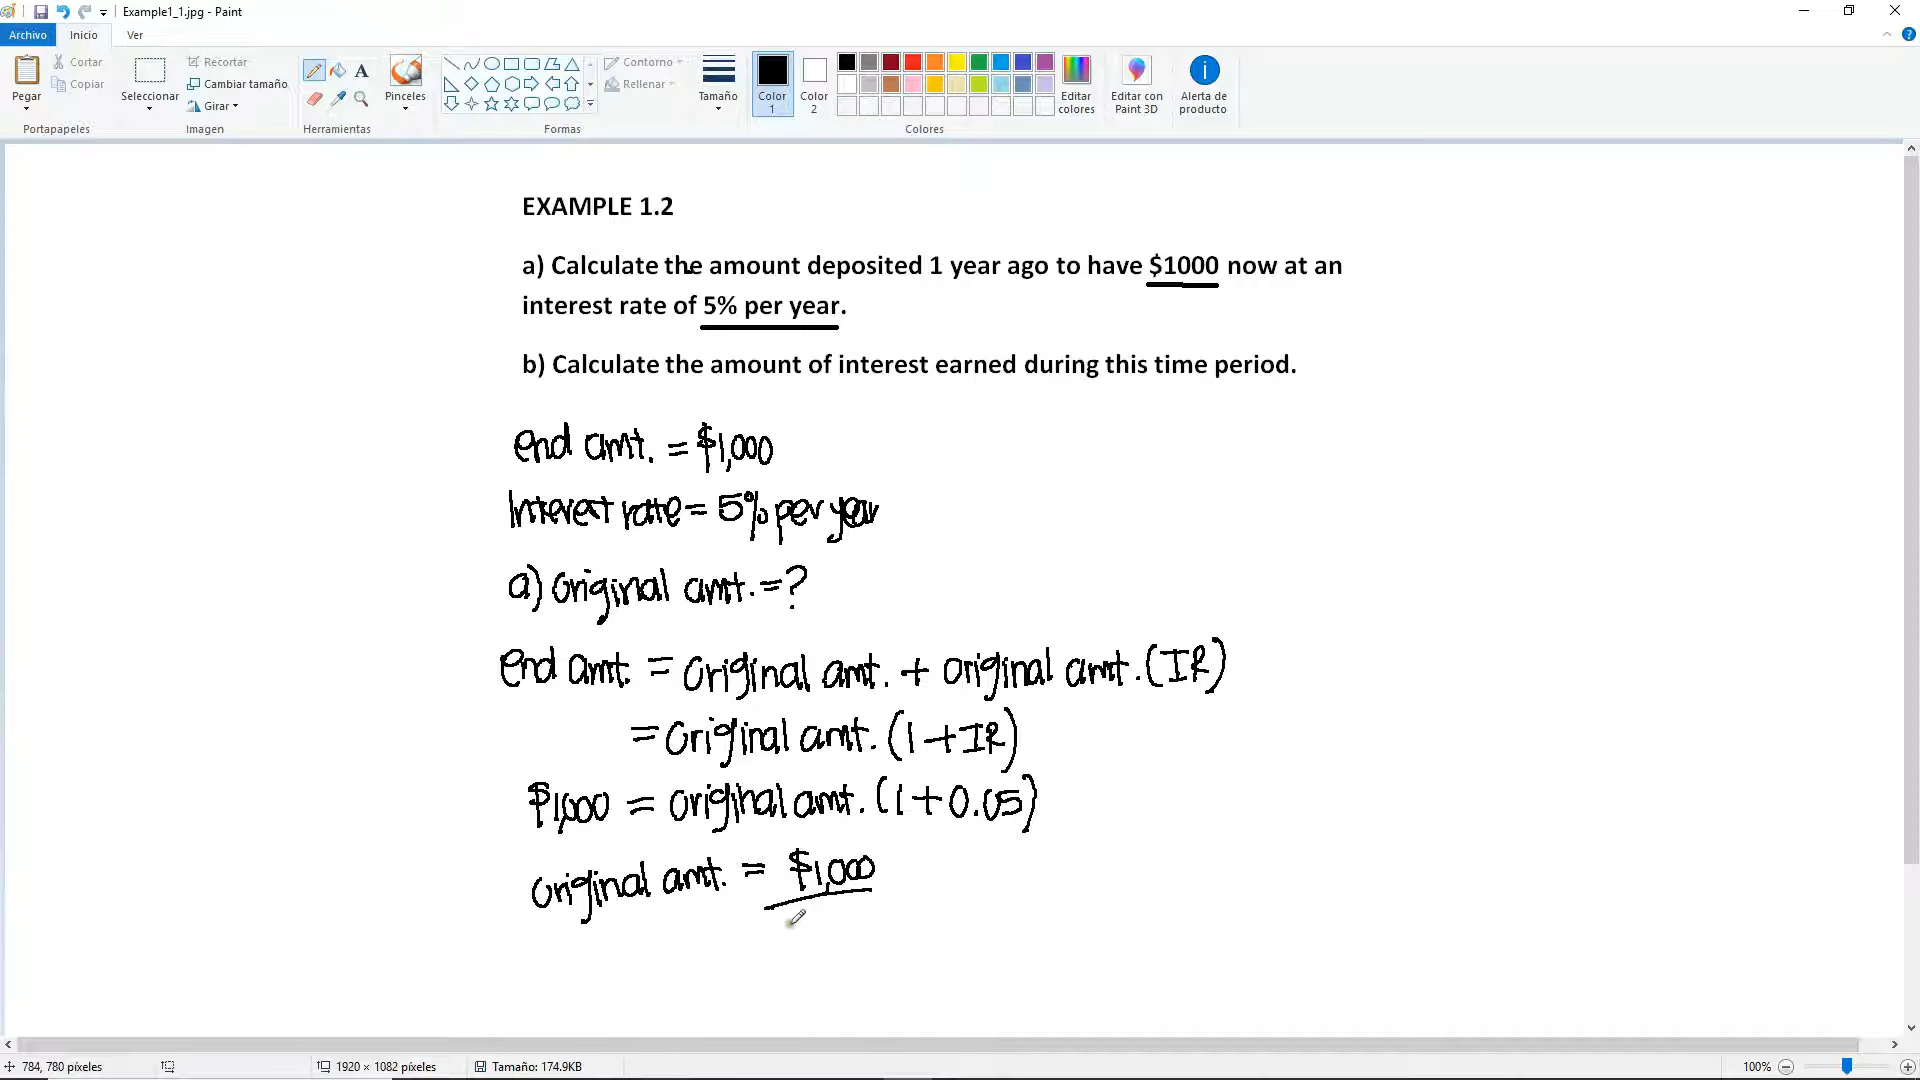 Example1_1.jpg - Paint
Archivo Inicio Ver
Pegar
Cortar
Copiar
Portapapeles
Seleccionar
Recortar
Cambiar tamaño
Girar
Imagen
A
Herramientas
Pinceles
Contorno
Rellenar
Formas
Tamaño
Color 1
Color 2
Editar colores
Colores
Editar con Paint 3D
Alerta de producto
EXAMPLE 1.2
a) Calculate the amount deposited 1 year ago to have $1000 now at an
interest rate of 5% per year.
b) Calculate the amount of interest earned during this time period.
end amt. = $1,000
Interest rate = 5% per year
a) original amt. = ?
end amt. = original amt. + original amt. (IR)
= original amt. (1 + IR)
$1,000 = original amt. (1 + 0.05)
original amt. = $1,000
784, 780 píxeles 1920 × 1082 píxeles Tamaño: 174.9KB 100%